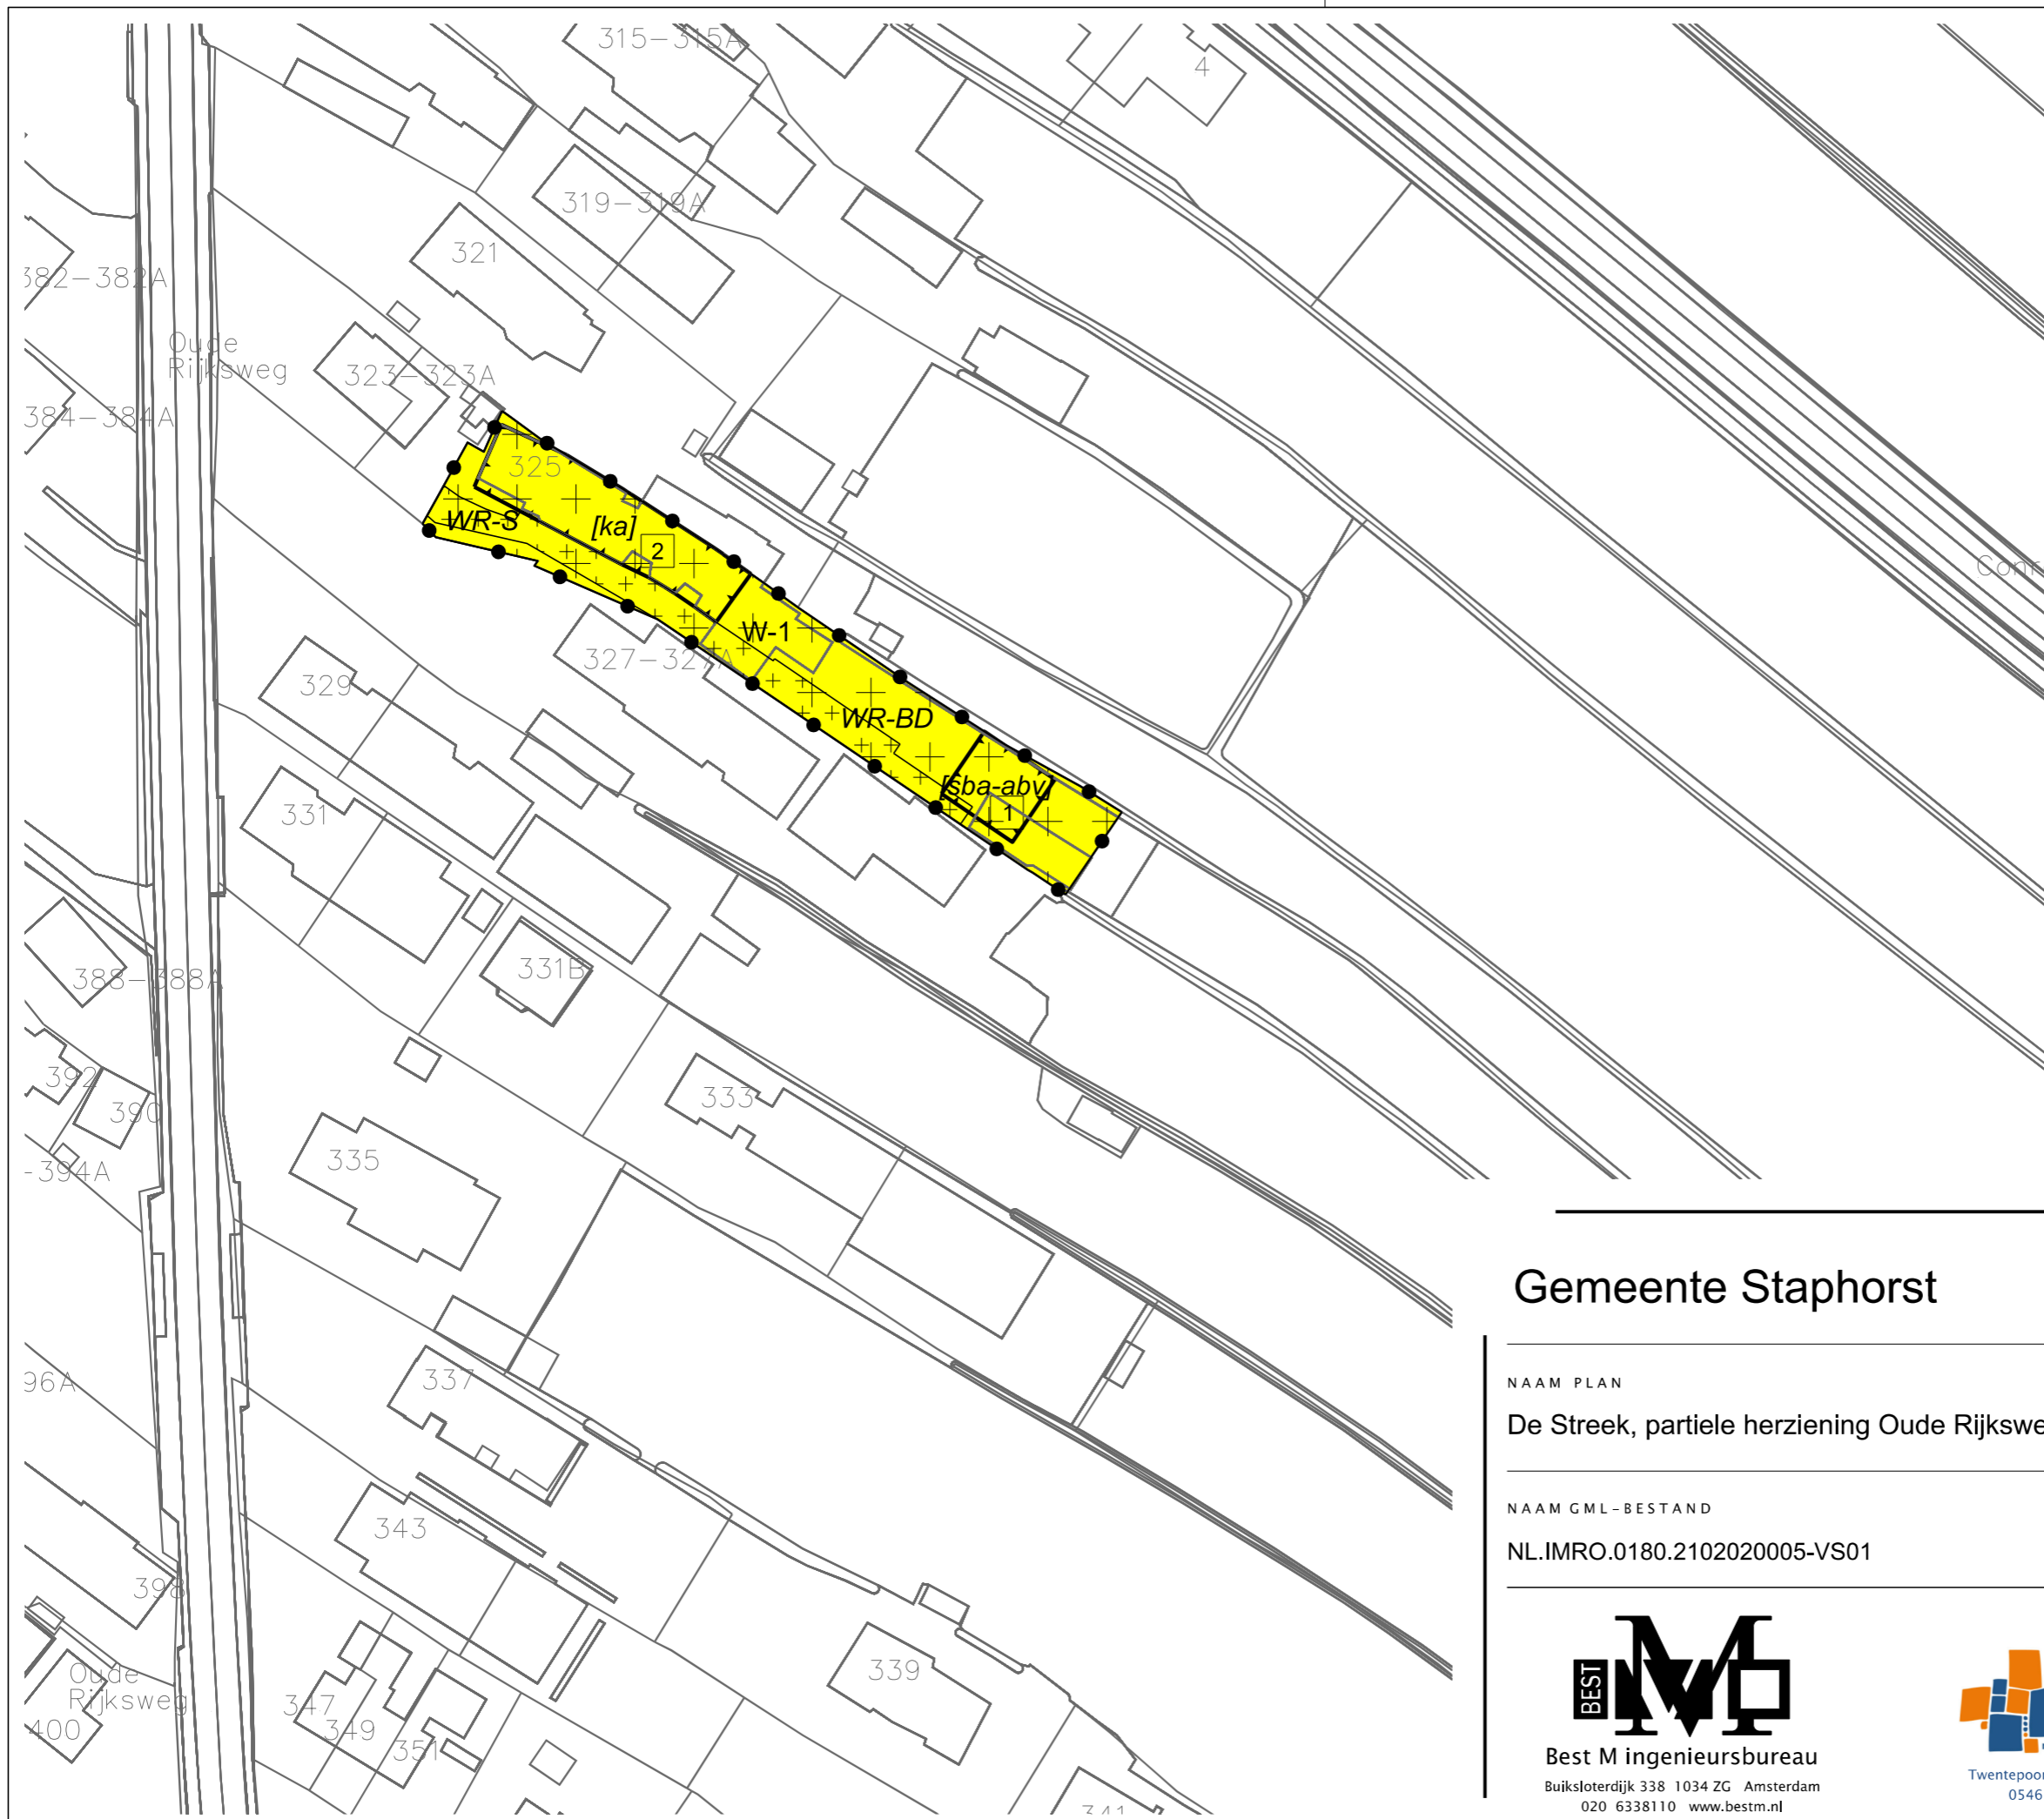 315-315A
4
319-319A
321
382-382A
Oude
Rijksweg
323-323A
384-384A
325
WR-S
[ka]
2
W-1
327-327A
329
WR-BD
[sba-abv]
1
331
331B
388-388A
392
390
333
335
-394A
Gemeente Staphorst
NAAM PLAN
De Streek, partiele herziening Oude
96A
337
NAAM GML-BESTAND
NL.IMRO.0180.2102020005-VS01
343
398
339
Oude
Rijksweg
400
347
349
351
341
BEST
M
Best M ingenieursbureau
Buiksloterdijk 338 1034 ZG Amsterdam
020 6338110 www.bestm.nl
0546